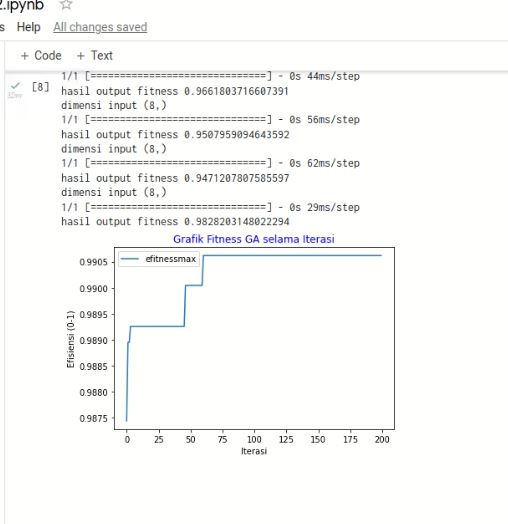 2.ipynb
s Help All changes saved
+ Code + Text
[8]
1/1 [==============================] - 0s 44ms/step
hasil output fitness 0.9661803716607391
dimensi input (8,)
1/1 [==============================] - 0s 56ms/step
hasil output fitness 0.9507959094643592
dimensi input (8,)
1/1 [==============================] - 0s 62ms/step
hasil output fitness 0.9471207807585597
dimensi input (8,)
1/1 [==============================] - 0s 29ms/step
hasil output fitness 0.9828203148022294
Grafik Fitness GA selama Iterasi
efitnessmax
Efisiensi (0-1)
0.9905
0.9900
0.9895
0.9890
0.9885
0.9880
0.9875
0 25 50 75 100 125 150 175 200
Iterasi